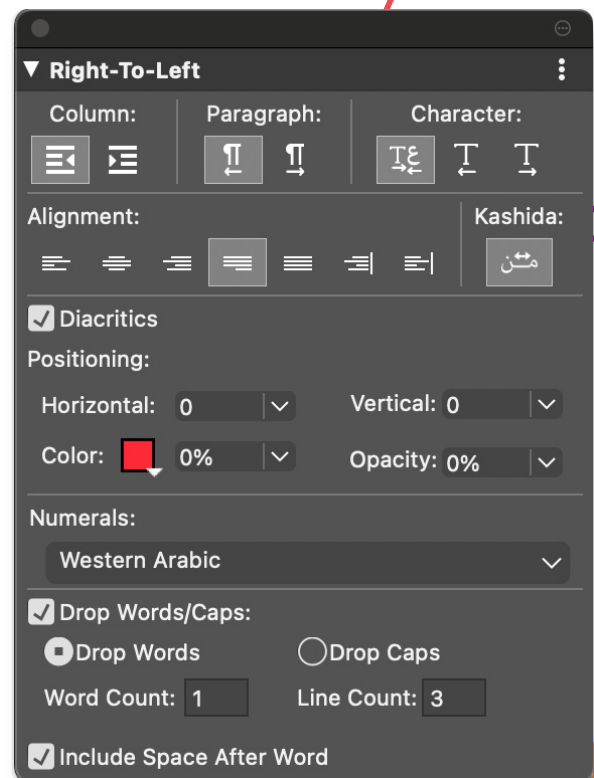 Right-To-Left
Column: Paragraph: Character:
Alignment: Kashida:
متن
Diacritics
Positioning:
Horizontal: 0 Vertical: 0
Color: 0% Opacity: 0%
Numerals:
Western Arabic
Drop Words/Caps:
Drop Words Drop Caps
Word Count: 1 Line Count: 3
Include Space After Word